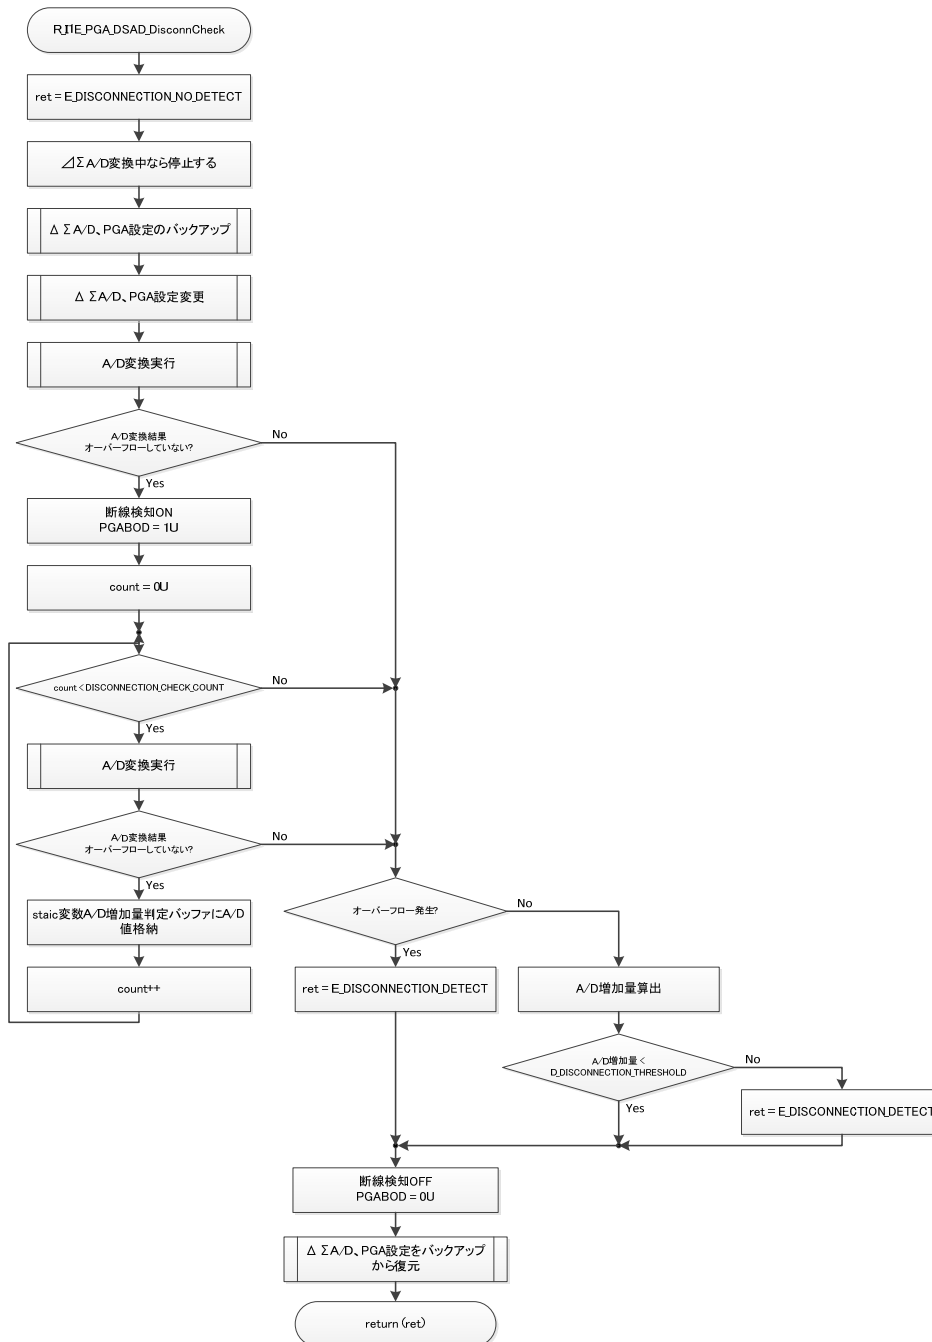 ret = E_DISCONNECTION_NO_DETECT
⊿ΣA/D変換中なら停止する
Δ ΣA/D、PGA設定のバックアップ
Δ ΣA/D、PGA設定変更
A/D変換実行
A/D変換結果
オーバーフローしていない?
No
Yes
断線検知ON
PGABOD = 1U
count = 0U
count < DISCONNECTION_CHECK_COUNT
No
Yes
A/D変換実行
A/D変換結果
オーバーフローしていない?
No
Yes
staic変数A/D増加量判定バッファにA/D
値格納
count++
オーバーフロー発生?
No
Yes
ret = E_DISCONNECTION_DETECT
A/D増加量算出
A/D増加量 <
D_DISCONNECTION_THRESHOLD
No
Yes
ret = E_DISCONNECTION_DETECT
断線検知OFF
PGABOD = 0U
Δ ΣA/D、PGA設定をバックアップ
から復元
return (ret)